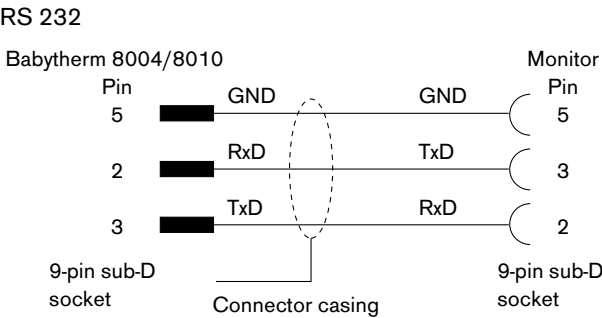 RS 232
Babytherm 8004/8010 Monitor
Pin Pin
5 GND GND 5
2 RxD TxD 3
3 TxD RxD 2
9-pin sub-D 9-pin sub-D
socket socket
Connector casing